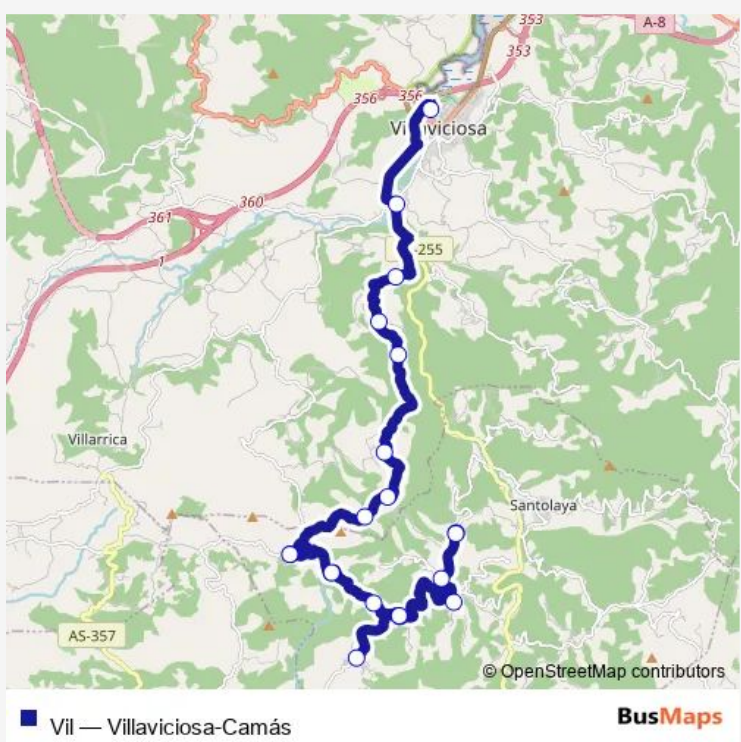 353
A-8
353
356
356
Villaviciosa
360
361
-255
1
Villarrica
Santolaya
AS-357
© OpenStreetMap contributors
Vil — Villaviciosa-Camás
BusMaps